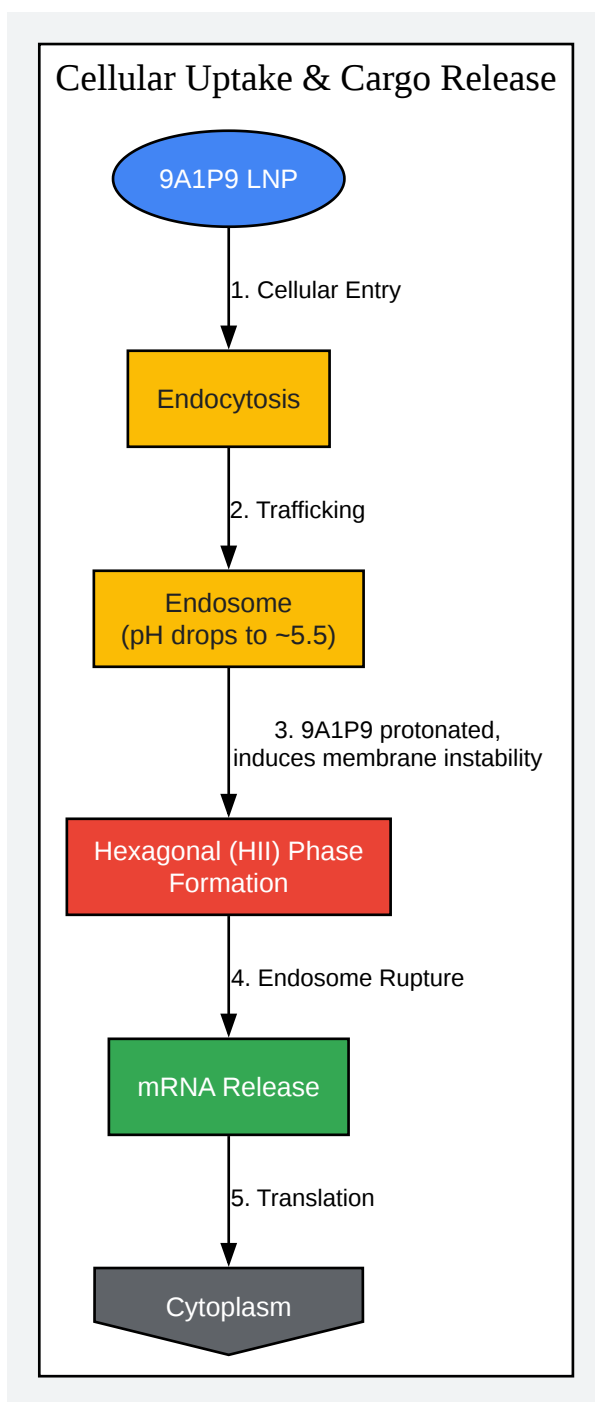 Cellular Uptake & Cargo Release
9A1P9 LNP
1. Cellular Entry
Endocytosis
2. Trafficking
Endosome
(pH drops to ~5.5)
3. 9A1P9 protonated,
induces membrane instability
Hexagonal (HII) Phase
Formation
4. Endosome Rupture
mRNA Release
5. Translation
Cytoplasm